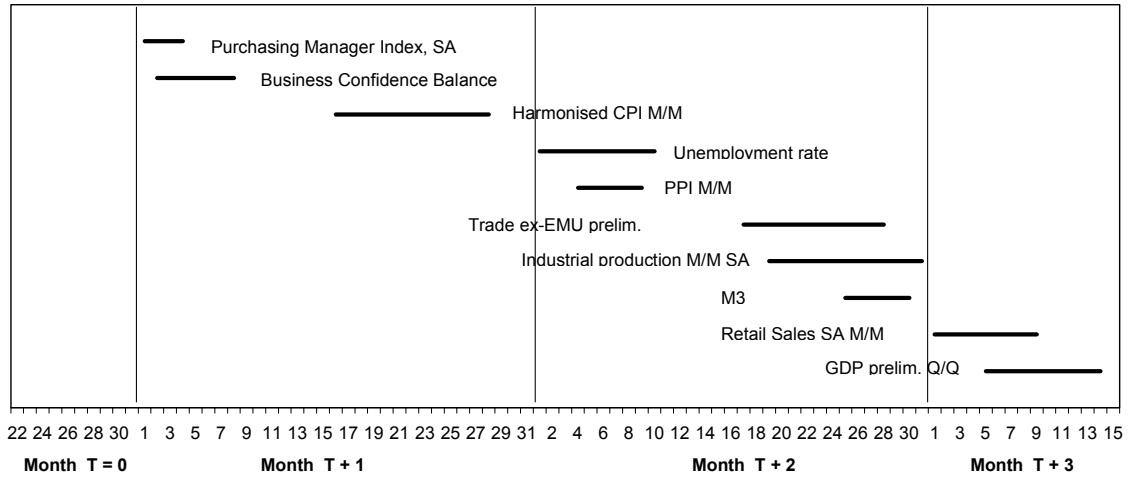 Purchasing Manager Index, SA
Business Confidence Balance
Harmonised CPI M/M
Unemployment rate
PPI M/M
Trade ex-EMU prelim.
Industrial production M/M SA
M3
Retail Sales SA M/M
GDP prelim. Q/Q
22 24 26 28 30 1 3 5 7 9 11 13 15 17 19 21 23 25 27 29 31 2 4 6 8 10 12 14 16 18 20 22 24 26 28 30 1 3 5 7 9 11 13 15
Month T = 0 Month T + 1 Month T + 2 Month T + 3